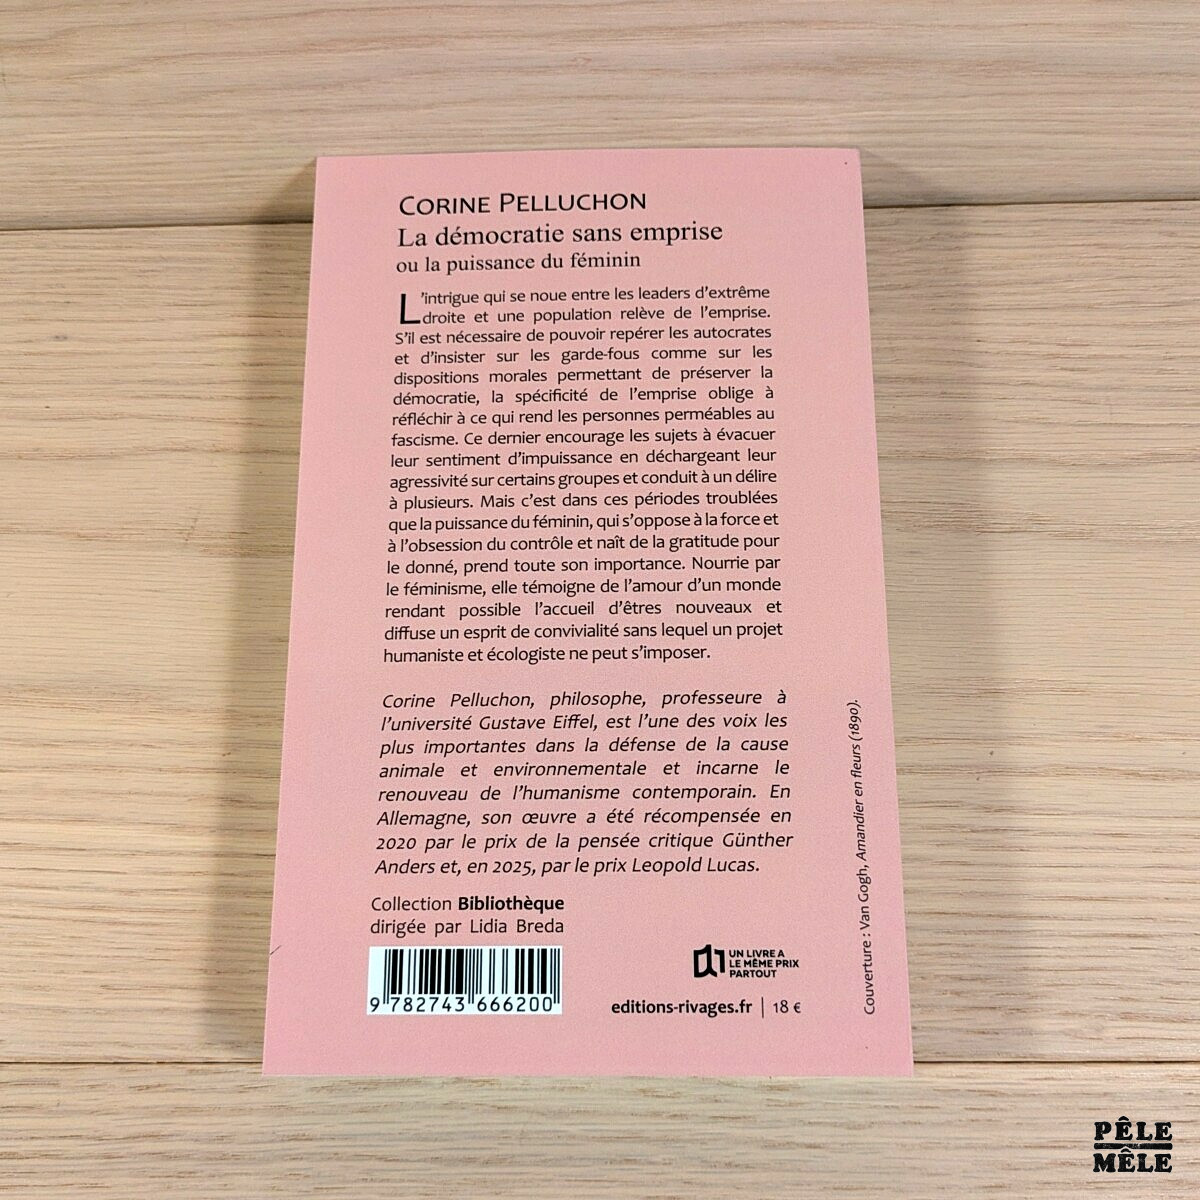 CORINE PELLUCHON
La démocratie sans emprise
ou la puissance du féminin
L'intrigue qui se noue entre les leaders d'extrême
droite et une population relève de l'emprise.
S'il est nécessaire de pouvoir repérer les autocrates
et d'insister sur les garde-fous comme sur les
dispositions morales permettant de préserver la
démocratie, la spécificité de l'emprise oblige à
réfléchir à ce qui rend les personnes perméables au
fascisme. Ce dernier encourage les sujets à évacuer
leur sentiment d'impuissance en déchargeant leur
agressivité sur certains groupes et conduit à un délire
à plusieurs. Mais c'est dans ces périodes troublées
que la puissance du féminin, qui s'oppose à la force et
à l'obsession du contrôle et naît de la gratitude pour
le donné, prend toute son importance. Nourrie par
le féminisme, elle témoigne de l'amour d'un monde
rendant possible l'accueil d'êtres nouveaux et
diffuse un esprit de convivialité sans lequel un projet
humaniste et écologiste ne peut s'imposer.
Corine Pelluchon, philosophe, professeure à
l'université Gustave Eiffel, est l'une des voix les
plus importantes dans la défense de la cause
animale et environnementale et incarne le
renouveau de l'humanisme contemporain. En
Allemagne, son œuvre a été récompensée en
2020 par le prix de la pensée critique Günther
Anders et, en 2025, par le prix Leopold Lucas.
Collection Bibliothèque
dirigée par Lidia Breda
9 782743 666200
UN LIVRE A
LE MÊME PRIX
PARTOUT
editions-rivages.fr | 18 €
Couverture : Van Gogh, Amandier en fleurs (1890).
PÊLE
MÊLE